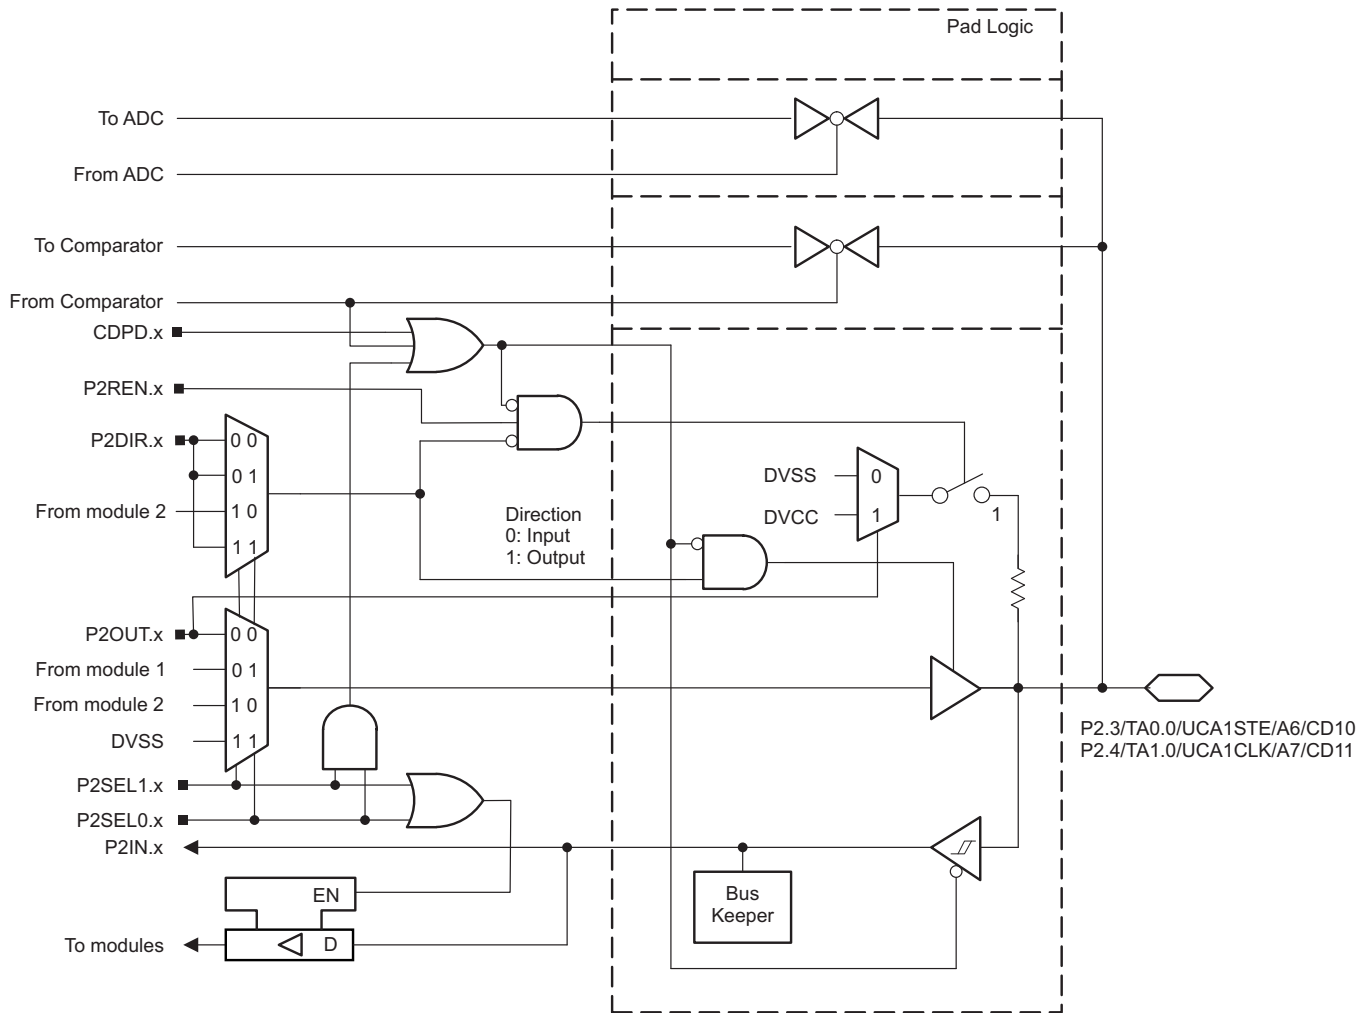 Pad Logic
To ADC
From ADC
To Comparator
From Comparator
CDPD.x
P2REN.x
P2DIR.x
0 0
0 1
From module 2
1 0
1 1
Direction
0: Input
1: Output
DVSS
0
DVCC
1
1
P2OUT.x
0 0
From module 1
0 1
From module 2
1 0
DVSS
1 1
P2.3/TA0.0/UCA1STE/A6/CD10
P2.4/TA1.0/UCA1CLK/A7/CD11
P2SEL1.x
P2SEL0.x
P2IN.x
Bus
Keeper
EN
To modules
D